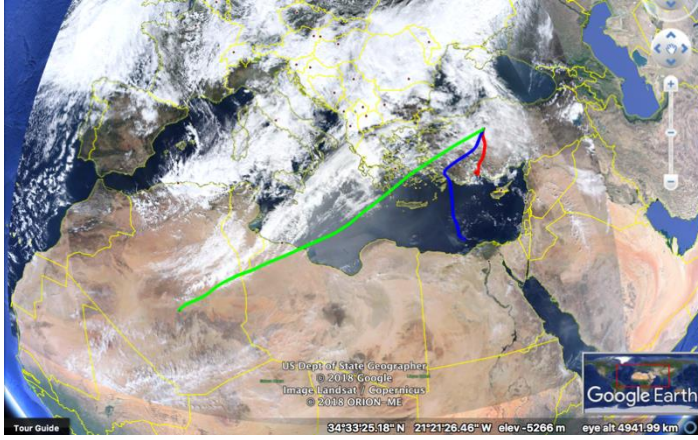 US Dept of State Geographer
© 2018 Google
Image Landsat / Copernicus
© 2018 ORION-ME
Google Earth
Tour Guide
34°33'25.18" N 21°21'26.46" W elev -5266 m eye alt 4941.99 km